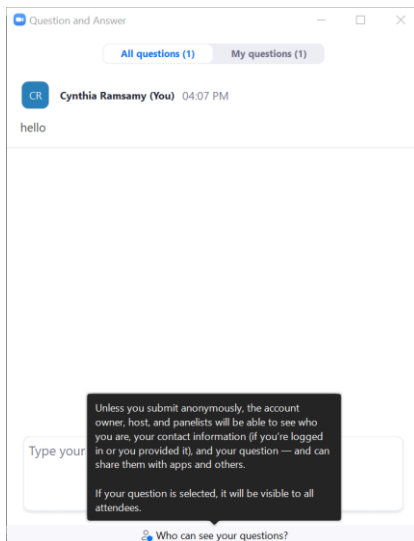 Question and Answer
All questions (1) My questions (1)
CR Cynthia Ramsamy (You) 04:07 PM
hello
Unless you submit anonymously, the account
owner, host, and panelists will be able to see who
you are, your contact information (if you're logged
in or you provided it), and your question — and can
share them with apps and others.
If your question is selected, it will be visible to all
attendees.
Type your
Who can see your questions?